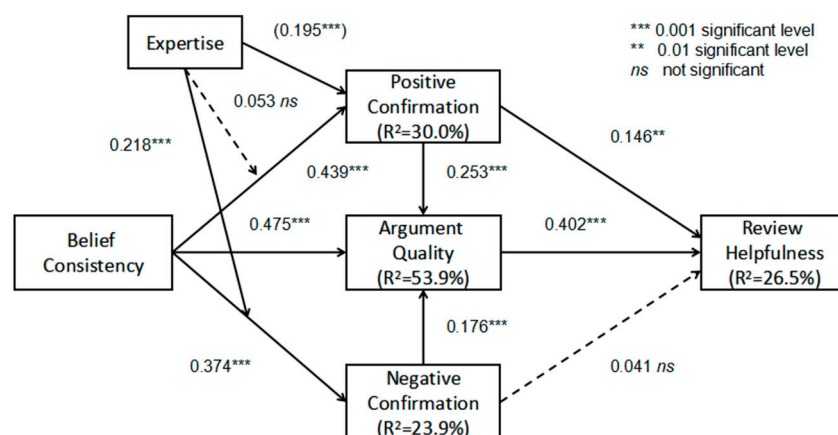 Expertise
(0.195***)
*** 0.001 significant level
** 0.01 significant level
ns not significant
Positive
Confirmation
(R²=30.0%)
0.053 ns
0.218***
0.439***
0.253***
0.146**
Belief
Consistency
0.475***
Argument
Quality
(R²=53.9%)
0.402***
Review
Helpfulness
(R²=26.5%)
0.374***
0.176***
0.041 ns
Negative
Confirmation
(R²=23.9%)